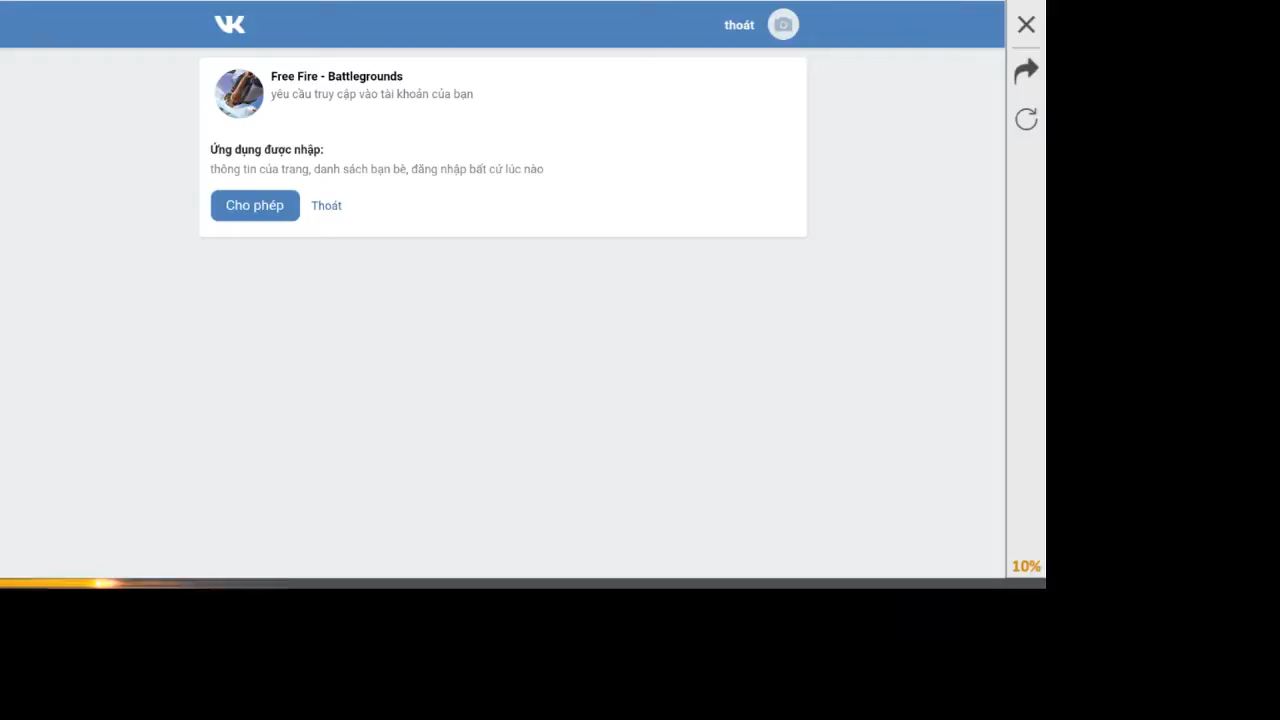 VK
thoát
Free Fire - Battlegrounds
yêu cầu truy cập vào tài khoản của bạn
Ứng dụng được nhập:
thông tin của trang, danh sách bạn bè, đăng nhập bất cứ lúc nào
Cho phép
Thoát
10%